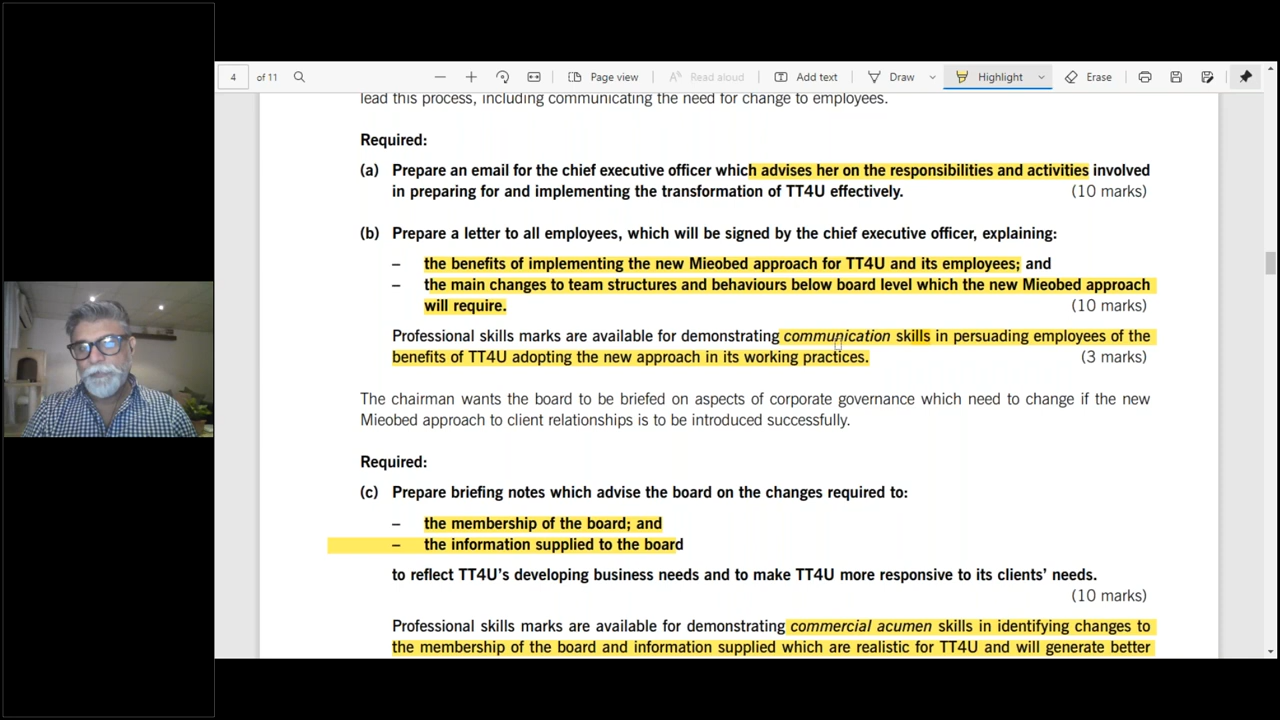 4 of 11 Page view Read aloud Add text Draw Highlight Erase
lead this process, including communicating the need for change to employees.
Required:
(a) Prepare an email for the chief executive officer which advises her on the responsibilities and activities involved
in preparing for and implementing the transformation of TT4U effectively. (10 marks)
(b) Prepare a letter to all employees, which will be signed by the chief executive officer, explaining:
– the benefits of implementing the new Mieobed approach for TT4U and its employees; and
– the main changes to team structures and behaviours below board level which the new Mieobed approach
will require. (10 marks)
Professional skills marks are available for demonstrating communication skills in persuading employees of the
benefits of TT4U adopting the new approach in its working practices. (3 marks)
The chairman wants the board to be briefed on aspects of corporate governance which need to change if the new
Mieobed approach to client relationships is to be introduced successfully.
Required:
(c) Prepare briefing notes which advise the board on the changes required to:
– the membership of the board; and
– the information supplied to the board
to reflect TT4U’s developing business needs and to make TT4U more responsive to its clients’ needs.
(10 marks)
Professional skills marks are available for demonstrating commercial acumen skills in identifying changes to
the membership of the board and information supplied which are realistic for TT4U and will generate better